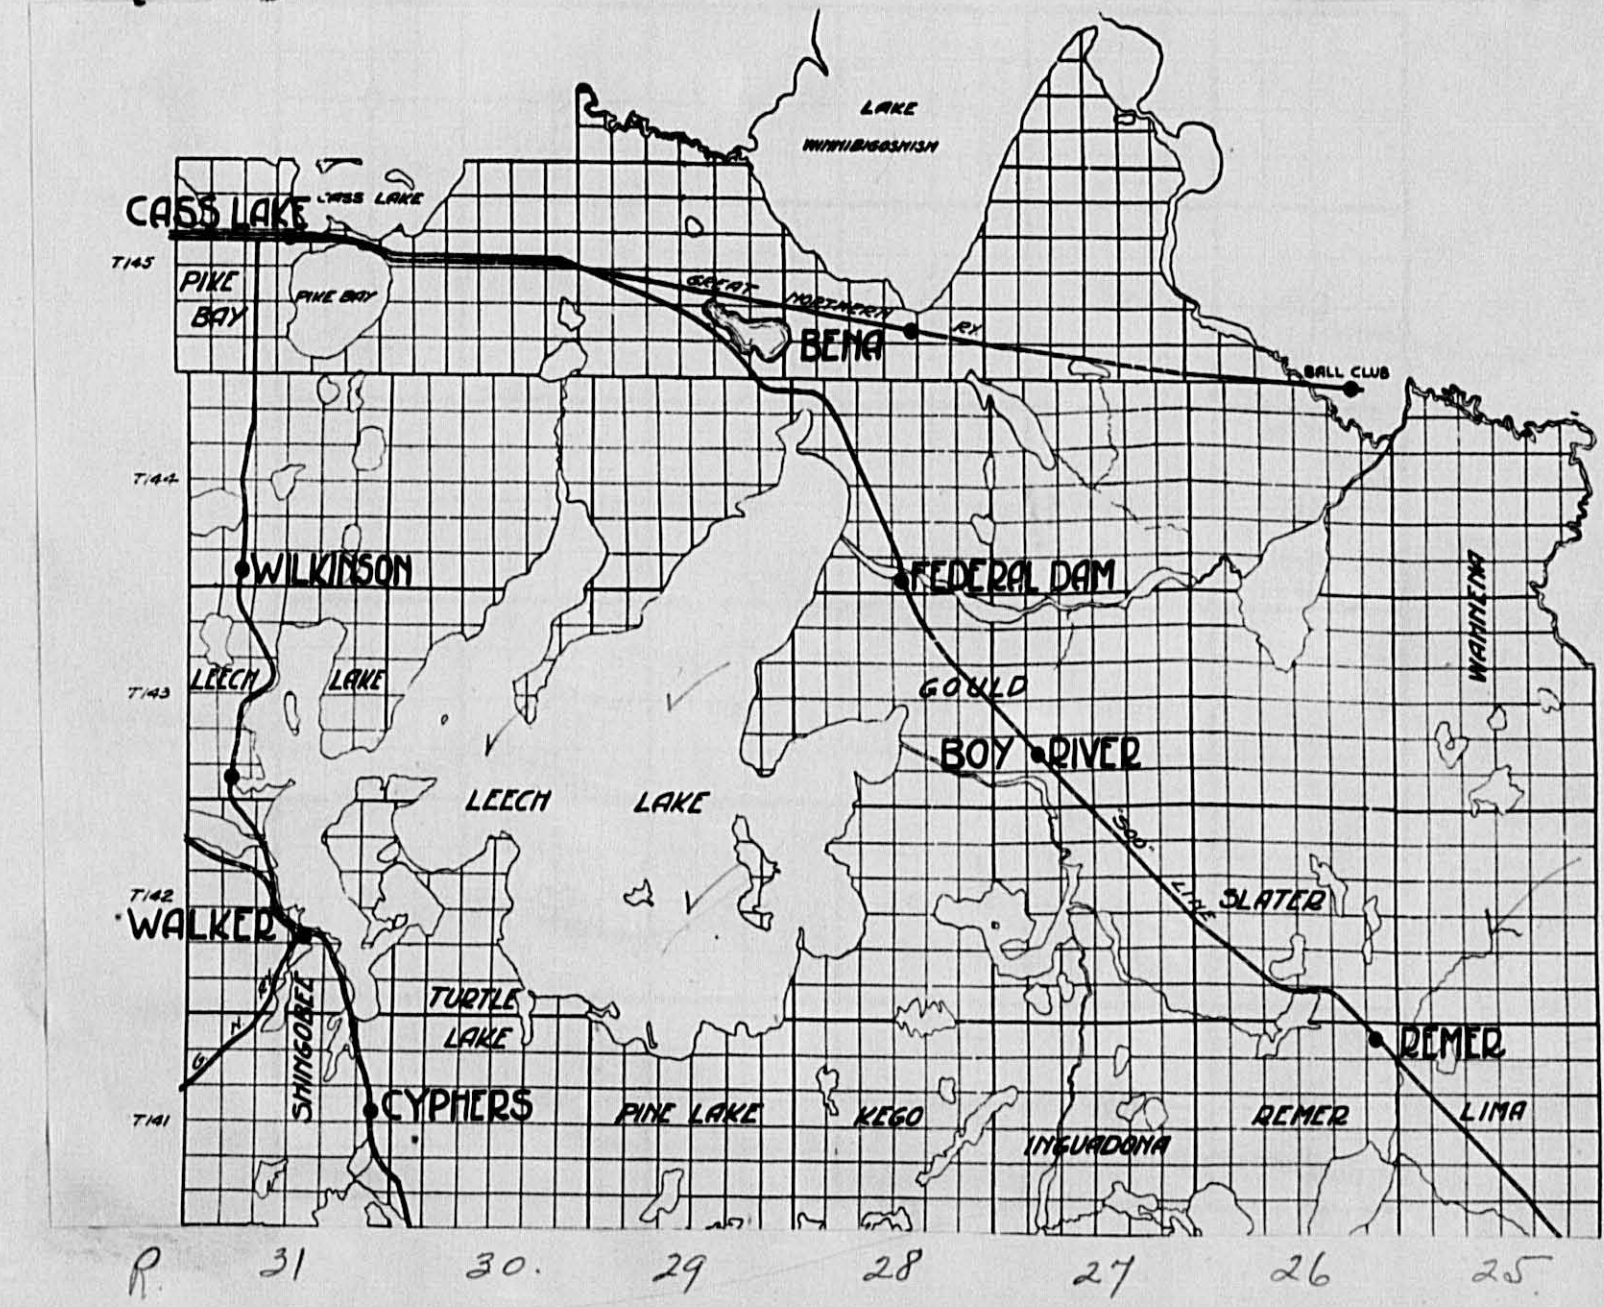 LAKE
WINNIBIGOSHISH
CASS LAKE
CASS LAKE
T145
PIKE
BAY
PIKE BAY
GREAT NORTHERN RY
BENA
BALL CLUB
T144
WILKINSON
FEDERAL DAM
WAHNENA
LEECH LAKE
T143
GOULD
BOY RIVER
LEECH LAKE
"SOO" LINE
T142
WALKER
SLATER
SHINGOBEE
TURTLE
LAKE
G. N.
REMER
CYPHERS
T141
PINE LAKE
KEGO
INGUADONA
REMER
LIMA
R. 31 30. 29 28 27 26 25